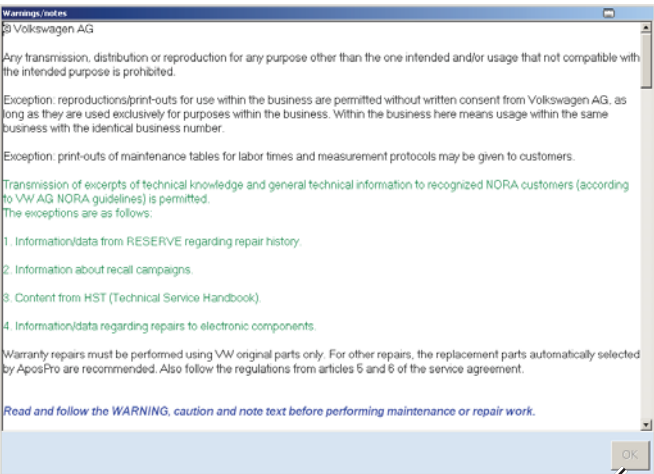 Warnings/notes
© Volkswagen AG
Any transmission, distribution or reproduction for any purpose other than the one intended and/or usage that not compatible with
the intended purpose is prohibited.
Exception: reproductions/print-outs for use within the business are permitted without written consent from Volkswagen AG, as
long as they are used exclusively for purposes within the business. Within the business here means usage within the same
business with the identical business number.
Exception: print-outs of maintenance tables for labor times and measurement protocols may be given to customers.
Transmission of excerpts of technical knowledge and general technical information to recognized NORA customers (according
to VW AG NORA guidelines) is permitted.
The exceptions are as follows:
1. Information/data from RESERVE regarding repair history.
2. Information about recall campaigns.
3. Content from HST (Technical Service Handbook).
4. Information/data regarding repairs to electronic components.
Warranty repairs must be performed using VW original parts only. For other repairs, the replacement parts automatically selected
by AposPro are recommended. Also follow the regulations from articles 5 and 6 of the service agreement.
Read and follow the WARNING, caution and note text before performing maintenance or repair work.
OK